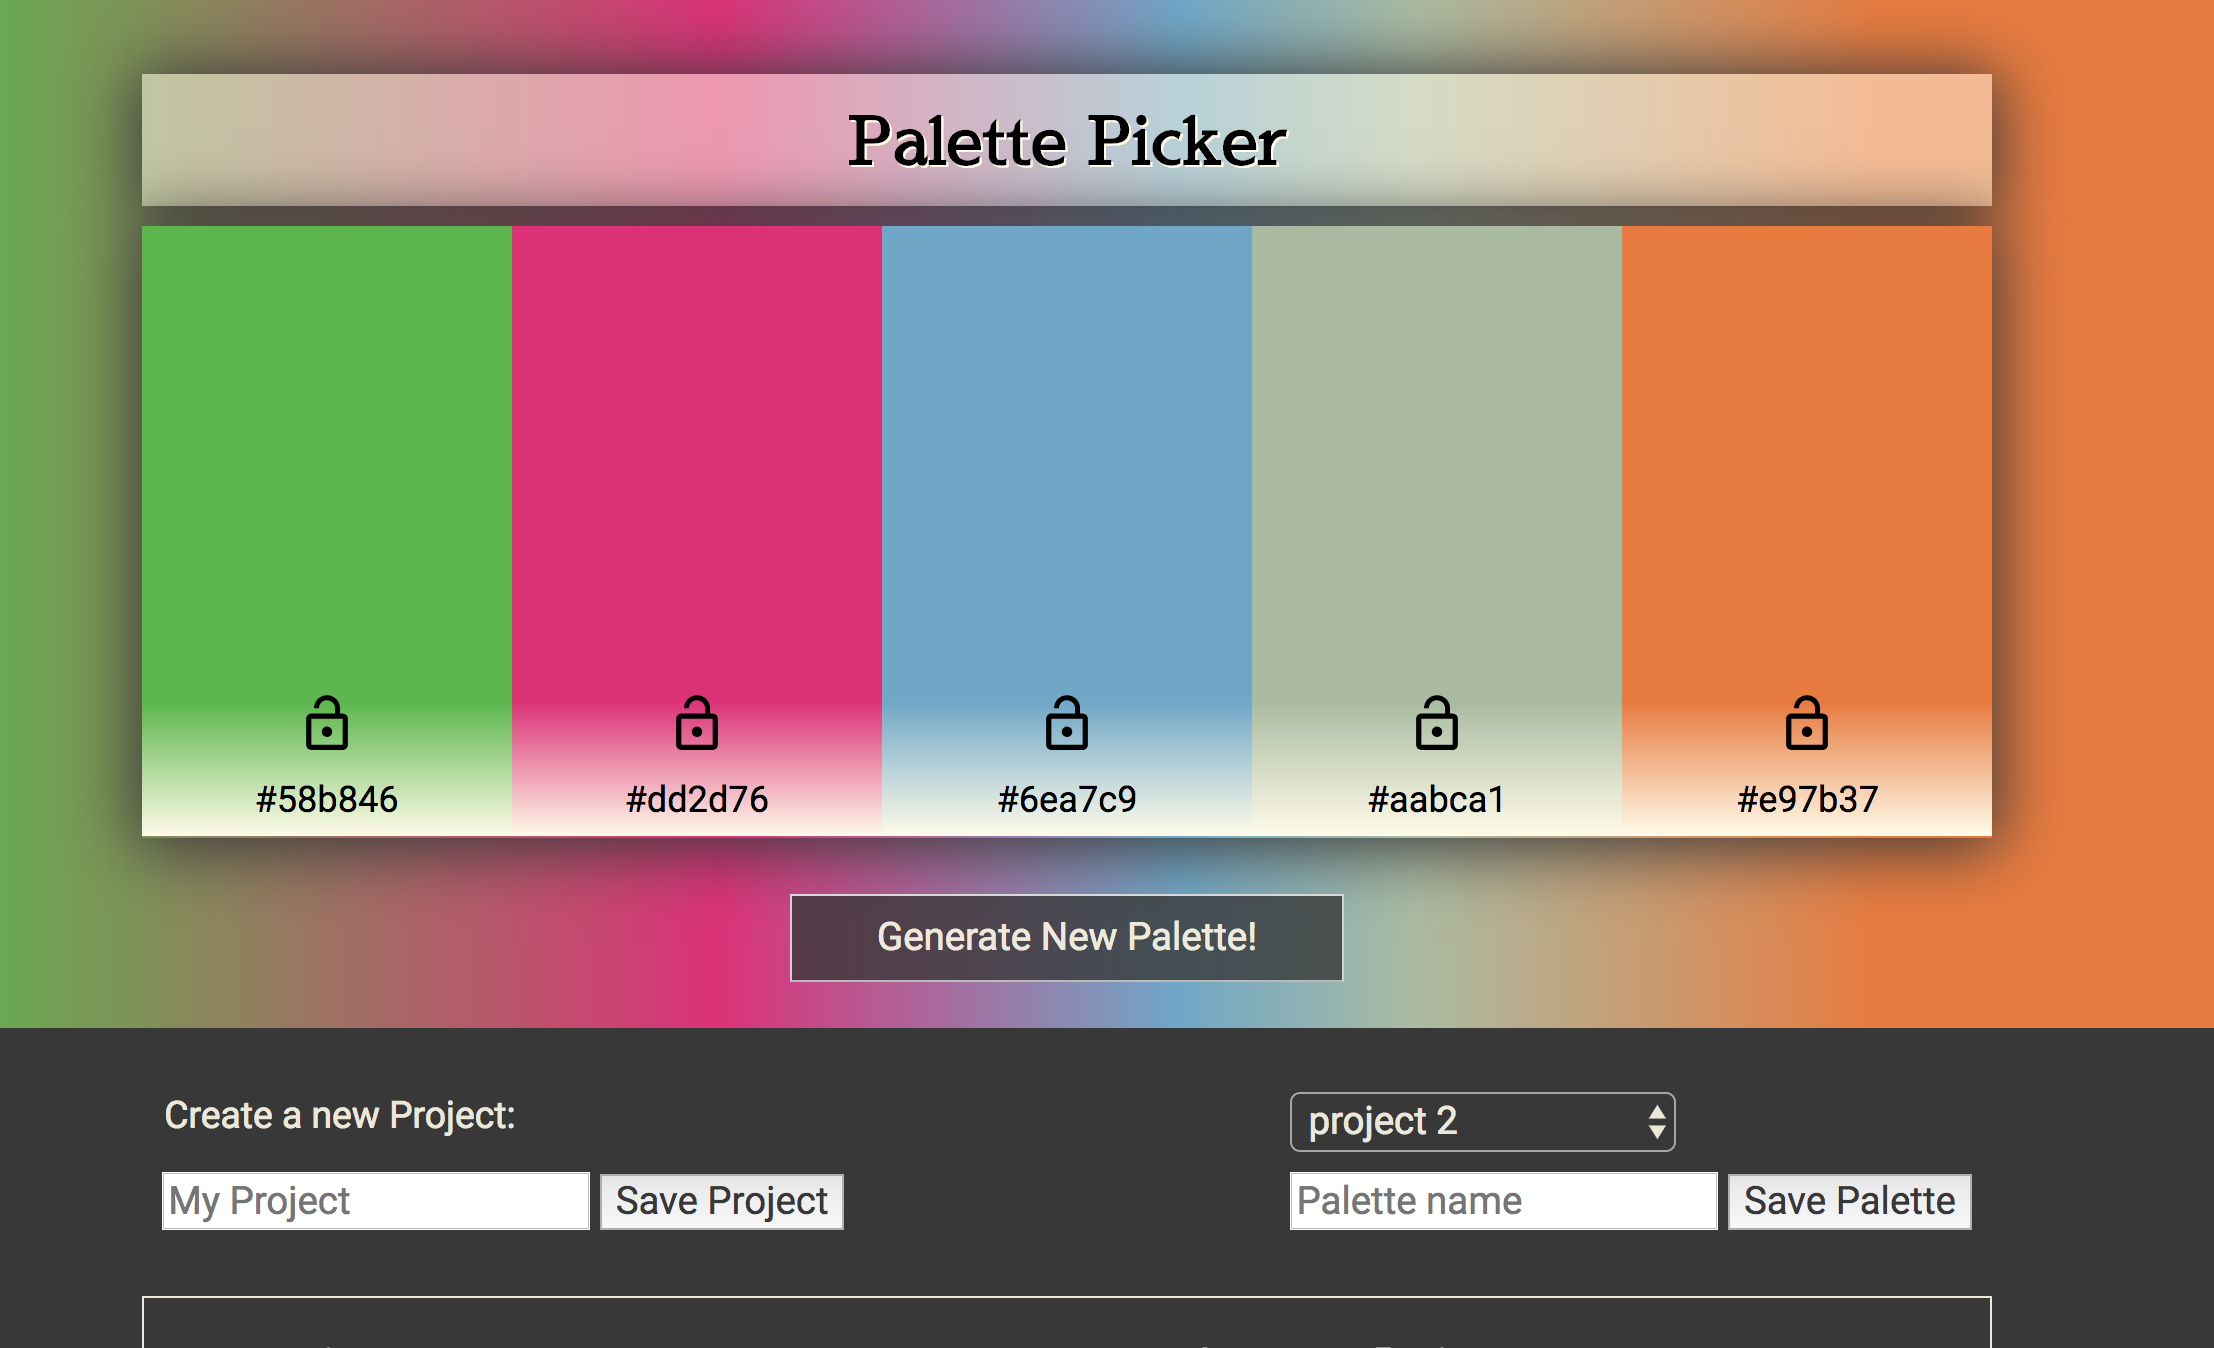 Palette Picker
#58b846
#dd2d76
#6ea7c9
#aabca1
#e97b37
Generate New Palette!
Create a new Project:
project 2
My Project
Save Project
Palette name
Save Palette